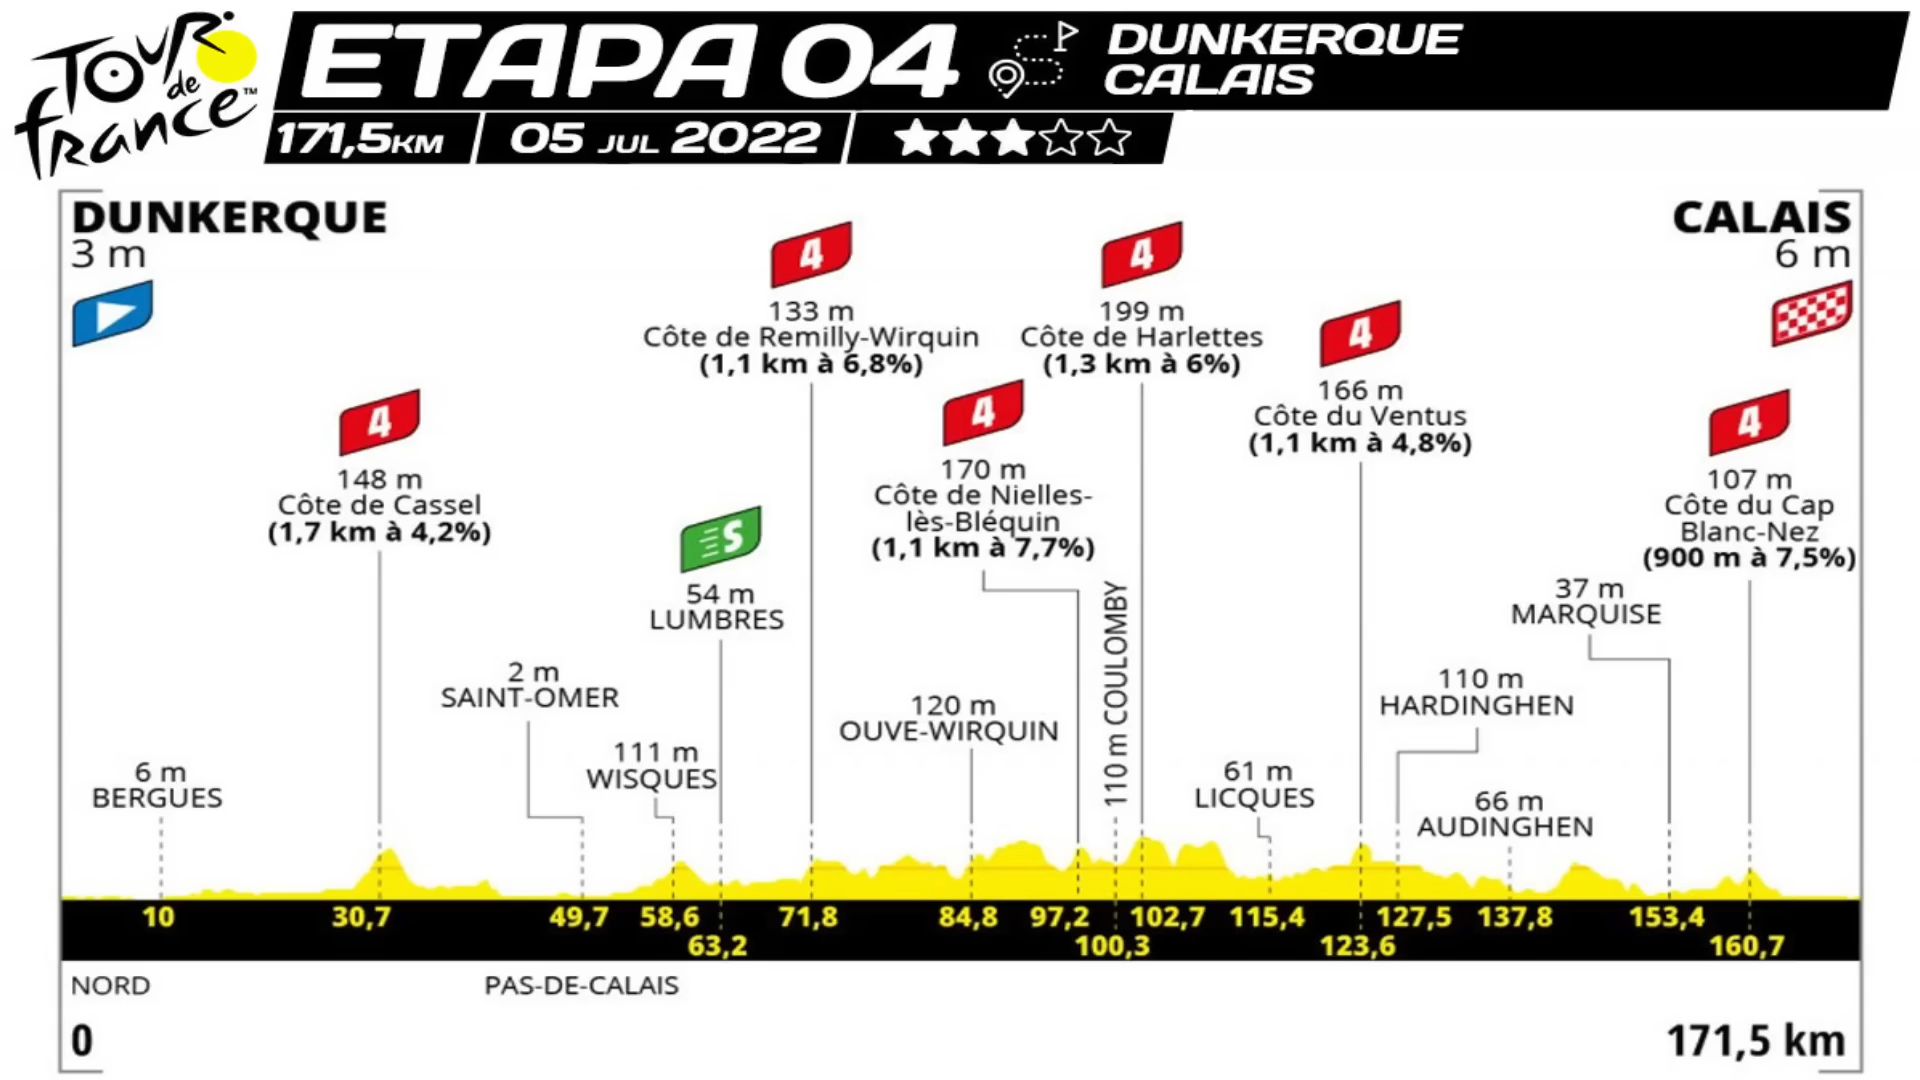 TOUR
de
france™
ETAPA 04
DUNKERQUE
CALAIS
171,5KM
05 JUL 2022
DUNKERQUE
3 m
CALAIS
6 m
4
133 m
Côte de Remilly-Wirquin
(1,1 km à 6,8%)
4
199 m
Côte de Harlettes
(1,3 km à 6%)
4
166 m
Côte du Ventus
(1,1 km à 4,8%)
4
148 m
Côte de Cassel
(1,7 km à 4,2%)
4
170 m
Côte de Nielles-
lès-Bléquin
(1,1 km à 7,7%)
4
107 m
Côte du Cap
Blanc-Nez
(900 m à 7,5%)
S
54 m
LUMBRES
37 m
MARQUISE
2 m
SAINT-OMER
110 m COULOMBY
110 m
HARDINGHEN
120 m
OUVE-WIRQUIN
111 m
WISQUES
6 m
BERGUES
61 m
LICQUES
66 m
AUDINGHEN
10 30,7 49,7 58,6 71,8 84,8 97,2 102,7 115,4 127,5 137,8 153,4
63,2 100,3 123,6 160,7
NORD PAS-DE-CALAIS
0 171,5 km